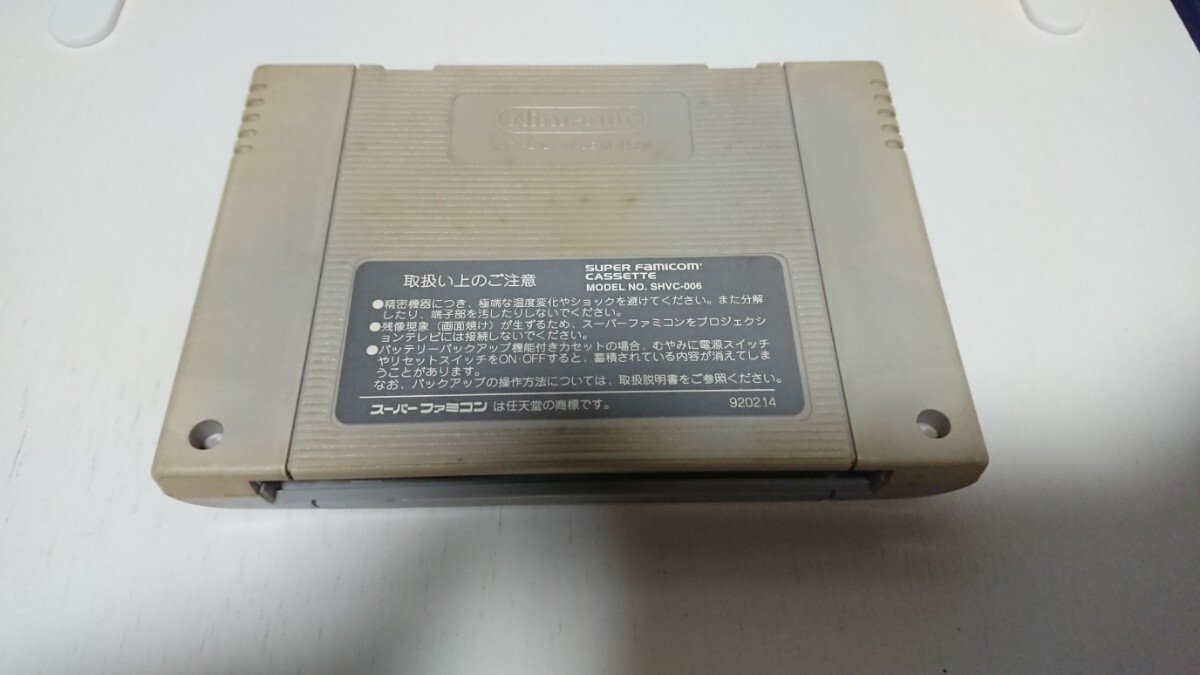 Nintendo
取扱い上のご注意
SUPER FAMICOM
CASSETTE
MODEL NO. SHVC-006
●精密機器につき、極端な温度変化やショックを避けてください。また分解
したり、端子部を汚したりしないでください。
●残像現象（画面焼け）が生ずるため、スーパーファミコンをプロジェクシ
ョンテレビには接続しないでください。
●バッテリーバックアップ機能付きカセットの場合、むやみに電源スイッチ
やリセットスイッチをON･OFFすると、蓄積されている内容が消えてしま
うことがあります。
なお、バックアップの操作方法については、取扱説明書をご参照ください。
スーパーファミコン は任天堂の商標です。 920214